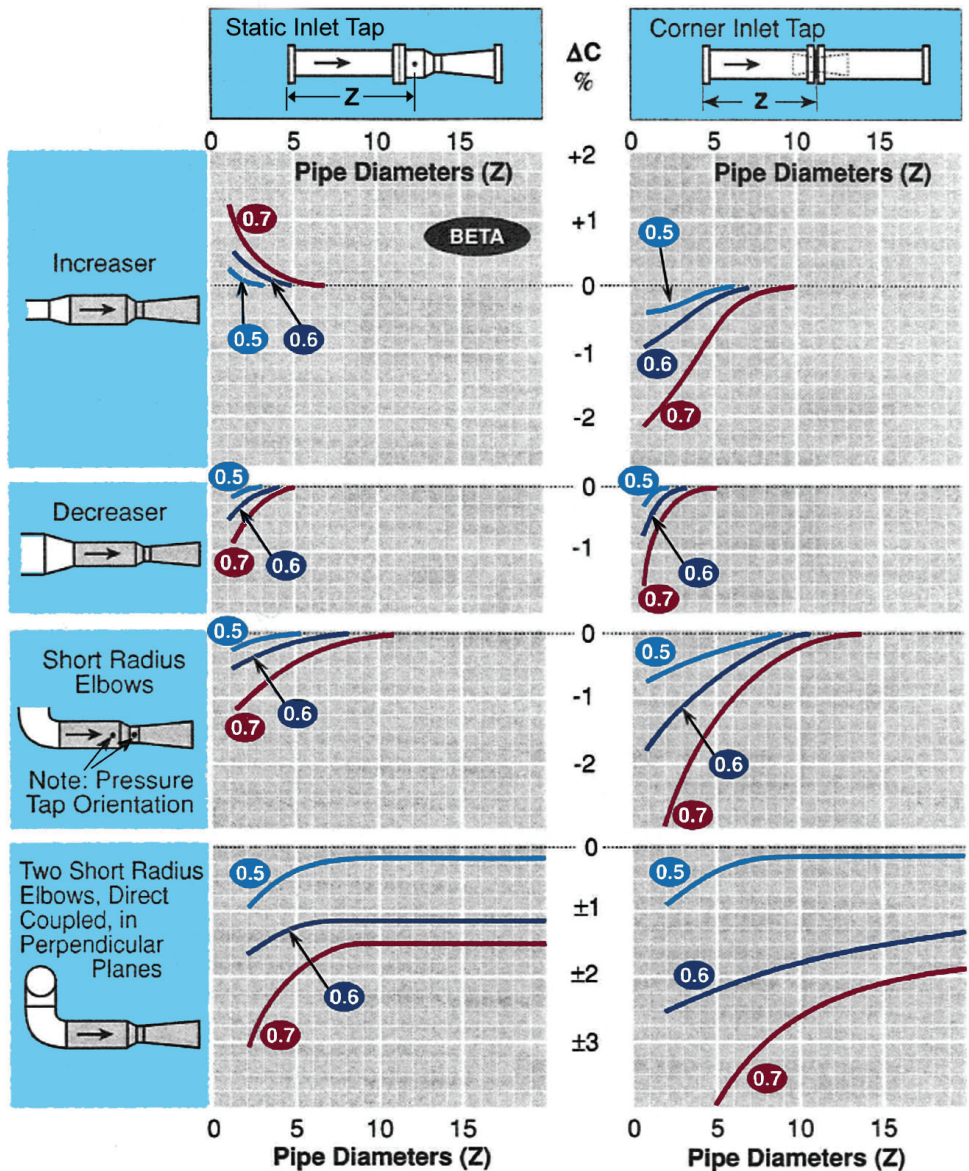 Static Inlet Tap
Z
ΔC
%
Corner Inlet Tap
Z
0 5 10 15
0 5 10 15
Pipe Diameters (Z)
+2
Pipe Diameters (Z)
Increaser
0.7
BETA
0.5
0.6
+1
0
-1
-2
0.5
0.6
0.7
Decreaser
0.5
0.6
0.7
0
-1
0.5
0.6
0.7
Short Radius
Elbows
Note: Pressure
Tap Orientation
0.5
0.6
0.7
0
-1
-2
0.5
0.6
0.7
Two Short Radius
Elbows, Direct
Coupled, in
Perpendicular
Planes
0.5
0.6
0.7
0
±1
±2
±3
0.5
0.6
0.7
0 5 10 15
0 5 10 15
Pipe Diameters (Z)
Pipe Diameters (Z)